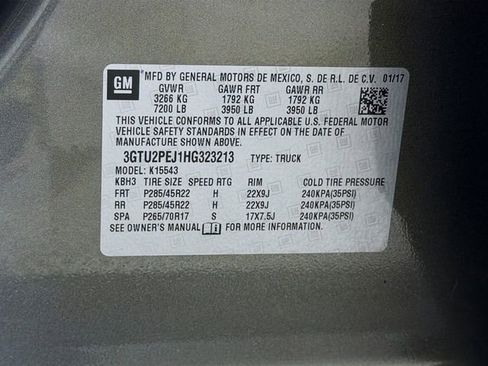 GM
MFD BY GENERAL MOTORS DE MEXICO, S. DE R.L. DE C.V. 01/17
GVWR GAWR FRT GAWR RR
3266 KG 1792 KG 1792 KG
7200 LB 3950 LB 3950 LB
THIS VEHICLE CONFORMS TO ALL APPLICABLE U.S. FEDERAL MOTOR
VEHICLE SAFETY STANDARDS IN EFFECT ON THE DATE OF
MANUFACTURE SHOWN ABOVE.
3GTU2PEJ1HG323213 TYPE: TRUCK
MODEL: K15543
KBH3 TIRE SIZE SPEED RTG RIM COLD TIRE PRESSURE
FRT P285/45R22 H 22X9J 240KPA(35PSI)
RR P285/45R22 H 22X9J 240KPA(35PSI)
SPA P265/70R17 S 17X7.5J 240KPA(35PSI)
SEE OWNER'S MANUAL FOR MORE INFORMATION.